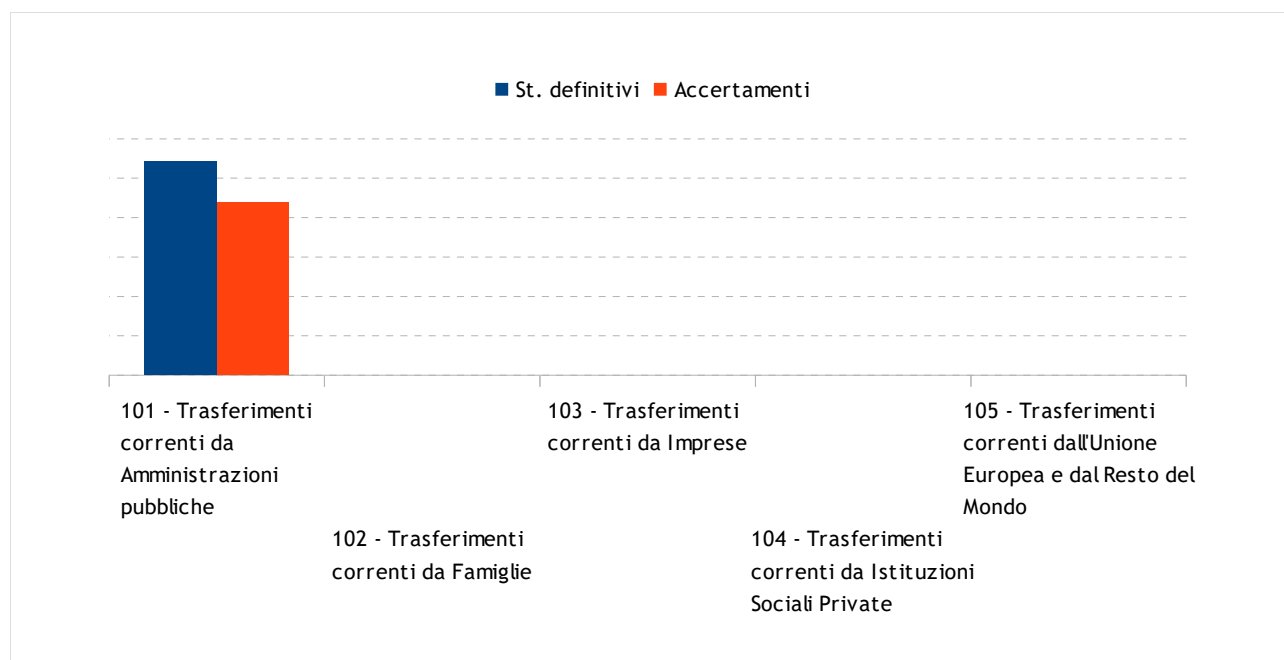 St. definitivi Accertamenti
101 - Trasferimenti
correnti da
Amministrazioni
pubbliche
102 - Trasferimenti
correnti da Famiglie
103 - Trasferimenti
correnti da Imprese
104 - Trasferimenti
correnti da Istituzioni
Sociali Private
105 - Trasferimenti
correnti dall'Unione
Europea e dal Resto del
Mondo